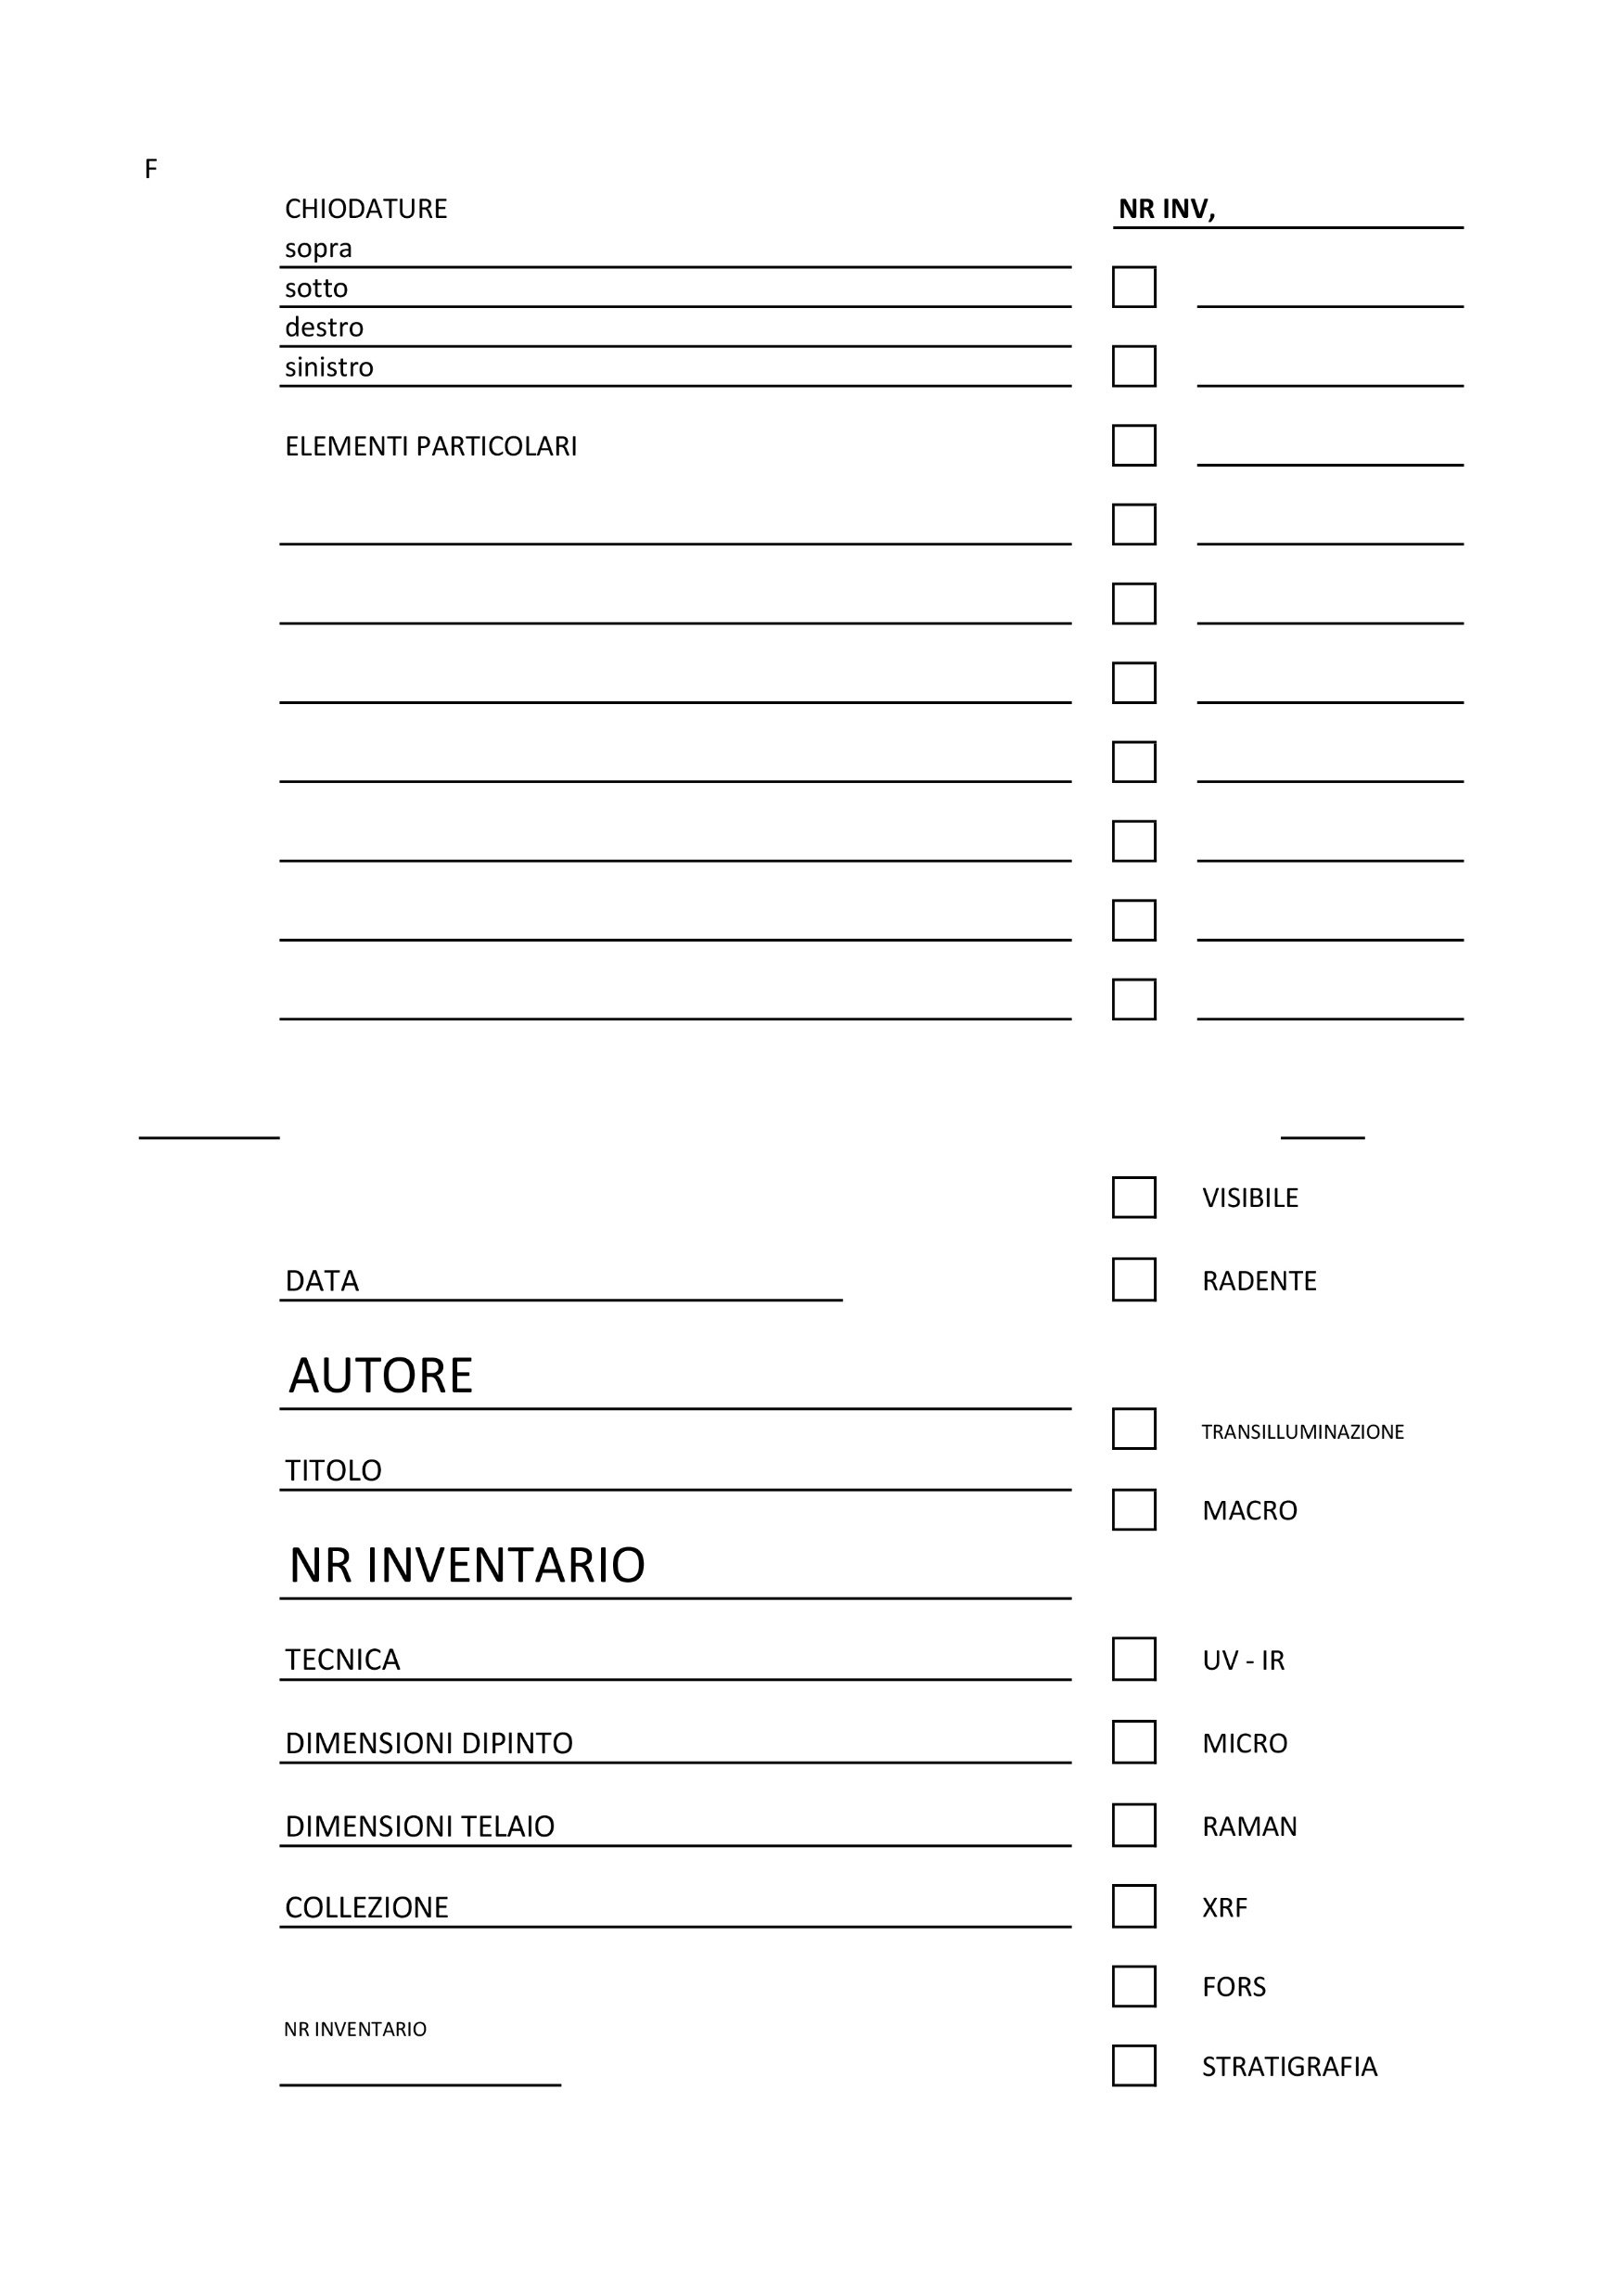 F
CHIODATURE
NR INV,
sopra
sotto
destro
sinistro
ELEMENTI PARTICOLARI
VISIBILE
DATA
RADENTE
AUTORE
TRANSILLUMINAZIONE
TITOLO
MACRO
NR INVENTARIO
TECNICA
UV - IR
DIMENSIONI DIPINTO
MICRO
DIMENSIONI TELAIO
RAMAN
COLLEZIONE
XRF
FORS
NR INVENTARIO
STRATIGRAFIA